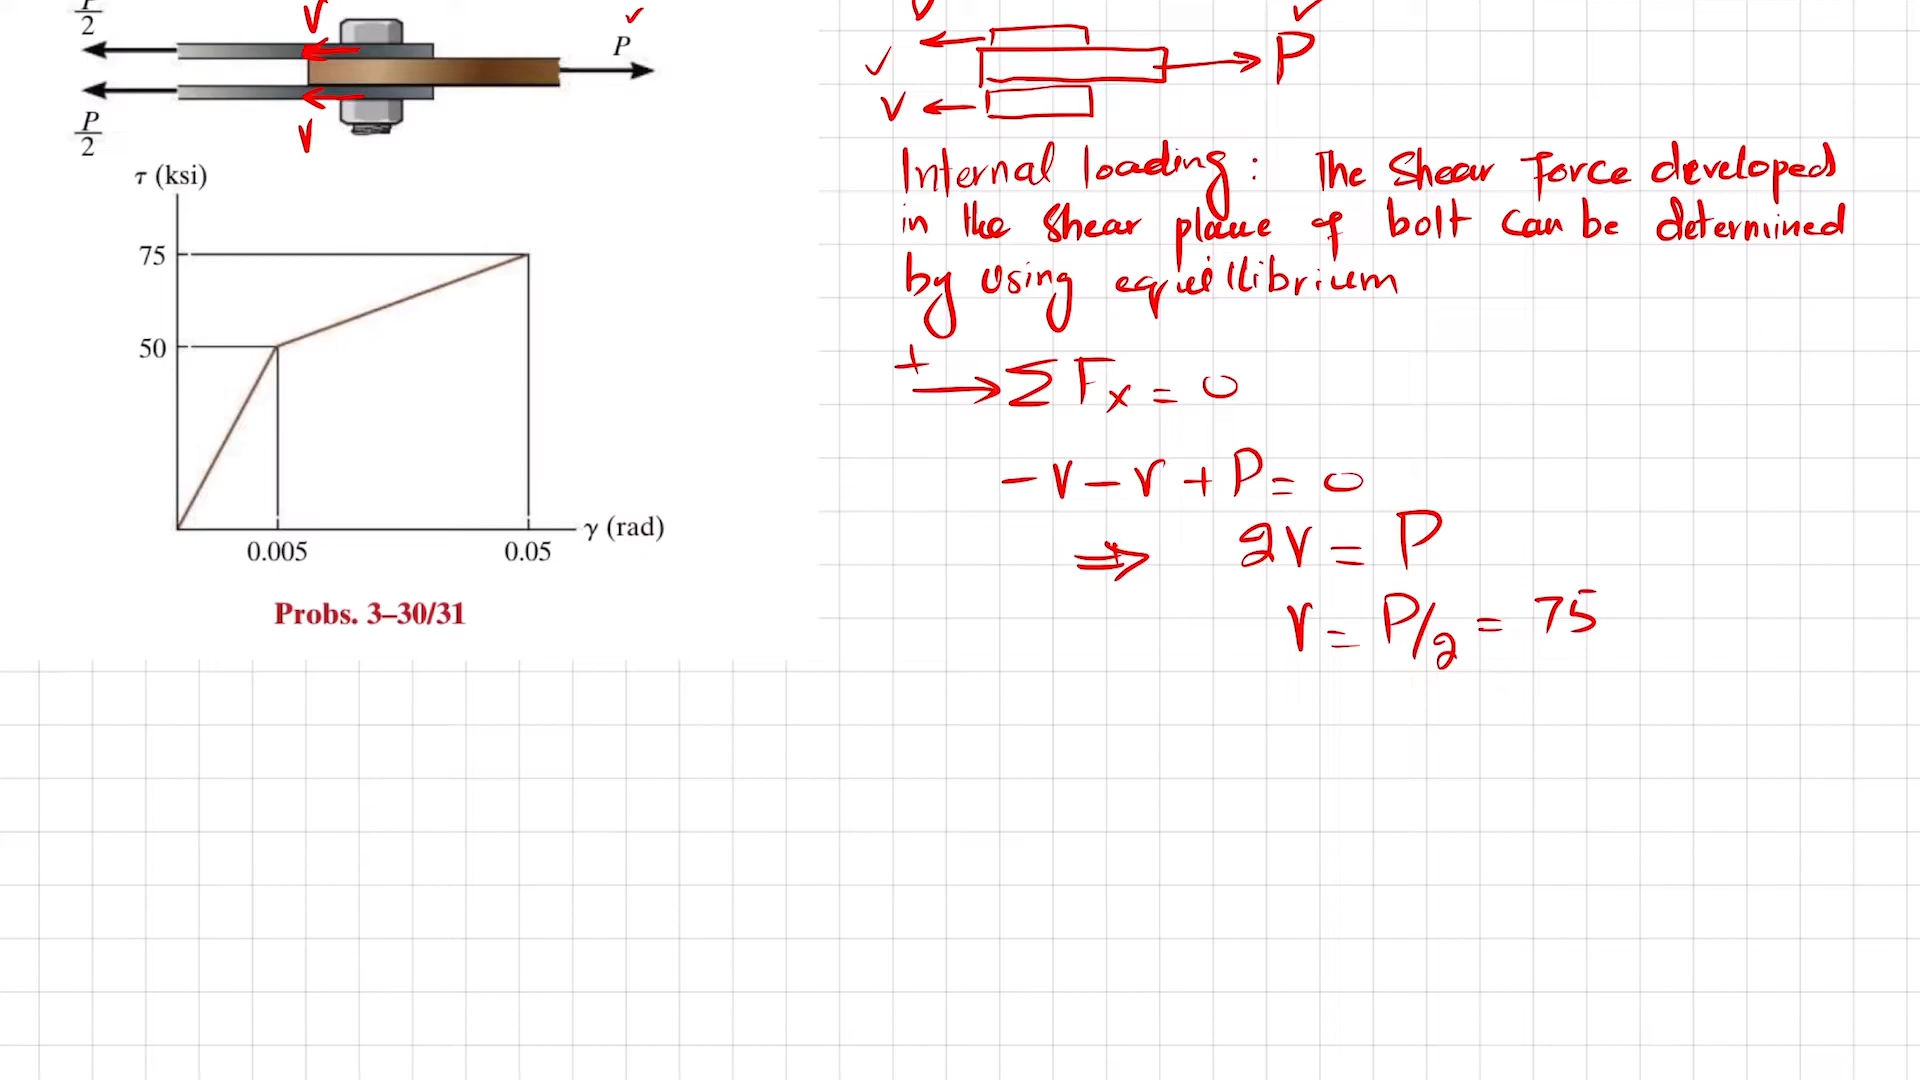 P
2
V
P
V
P
V
V
P
2
Internal loading : The Shear Force developed
in the Shear plane of bolt can be determined
by using equillibrium
τ (ksi)
75
50
0.005
0.05
γ (rad)
Probs. 3–30/31
+
→ Σ Fx = 0
- V - V + P = 0
⇒ 2V = P
V = P/2 = 75